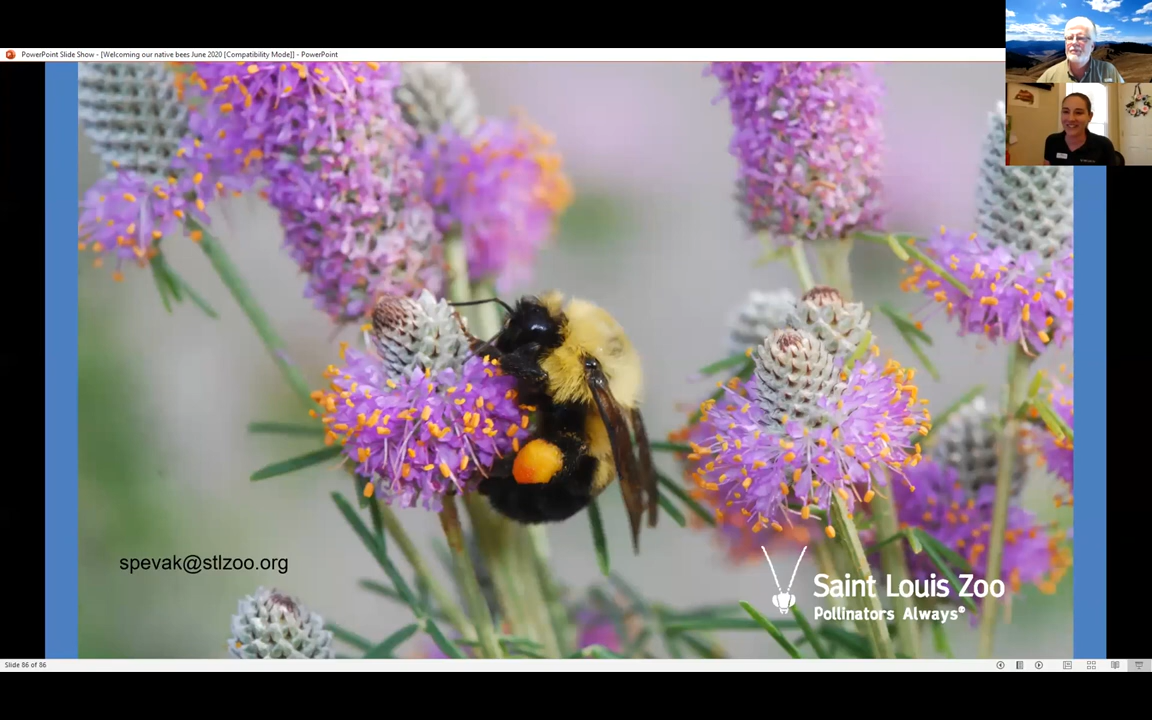 PowerPoint Slide Show - [Welcoming our native bees June 2020 [Compatibility Mode]] - PowerPoint
spevak@stlzoo.org
Saint Louis Zoo
Pollinators Always®
Slide 86 of 86